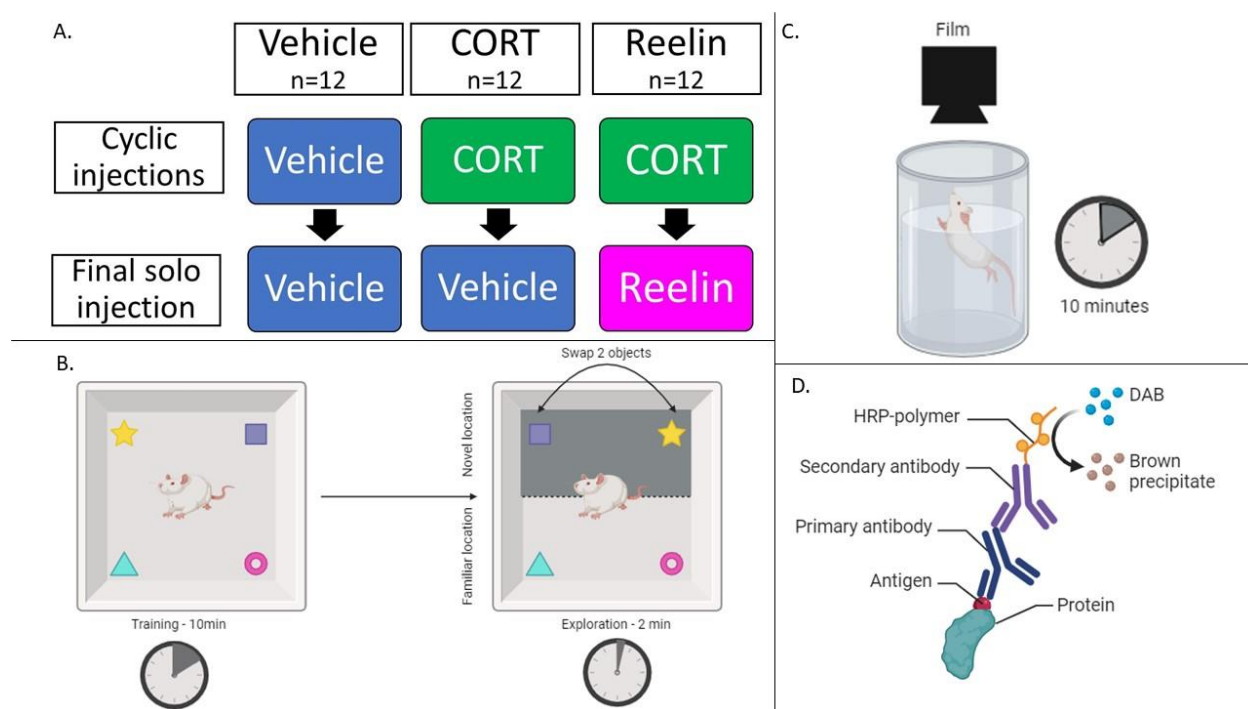 A.
Vehicle
n=12
CORT
n=12
Reelin
n=12
Cyclic
injections
Vehicle
CORT
CORT
Final solo
injection
Vehicle
Vehicle
Reelin
B.
Training - 10min
Swap 2 objects
Novel location
Familiar location
Exploration - 2 min
C.
Film
10 minutes
D.
HRP-polymer
DAB
Secondary antibody
Brown
precipitate
Primary antibody
Antigen
Protein